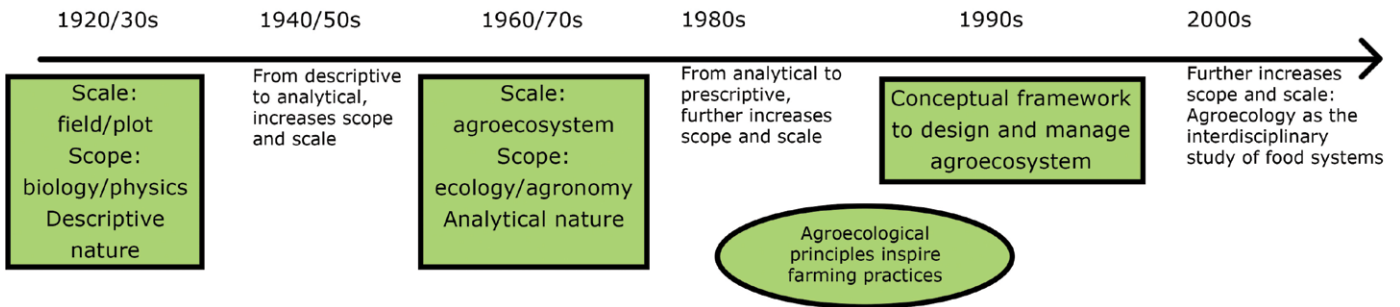 1920/30s
1940/50s
1960/70s
1980s
1990s
2000s
Scale:
field/plot
Scope:
biology/physics
Descriptive
nature
From descriptive
to analytical,
increases scope
and scale
Scale:
agroecosystem
Scope:
ecology/agronomy
Analytical nature
From analytical to
prescriptive,
further increases
scope and scale
Conceptual framework
to design and manage
agroecosystem
Further increases
scope and scale:
Agroecology as the
interdisciplinary
study of food systems
Agroecological
principles inspire
farming practices